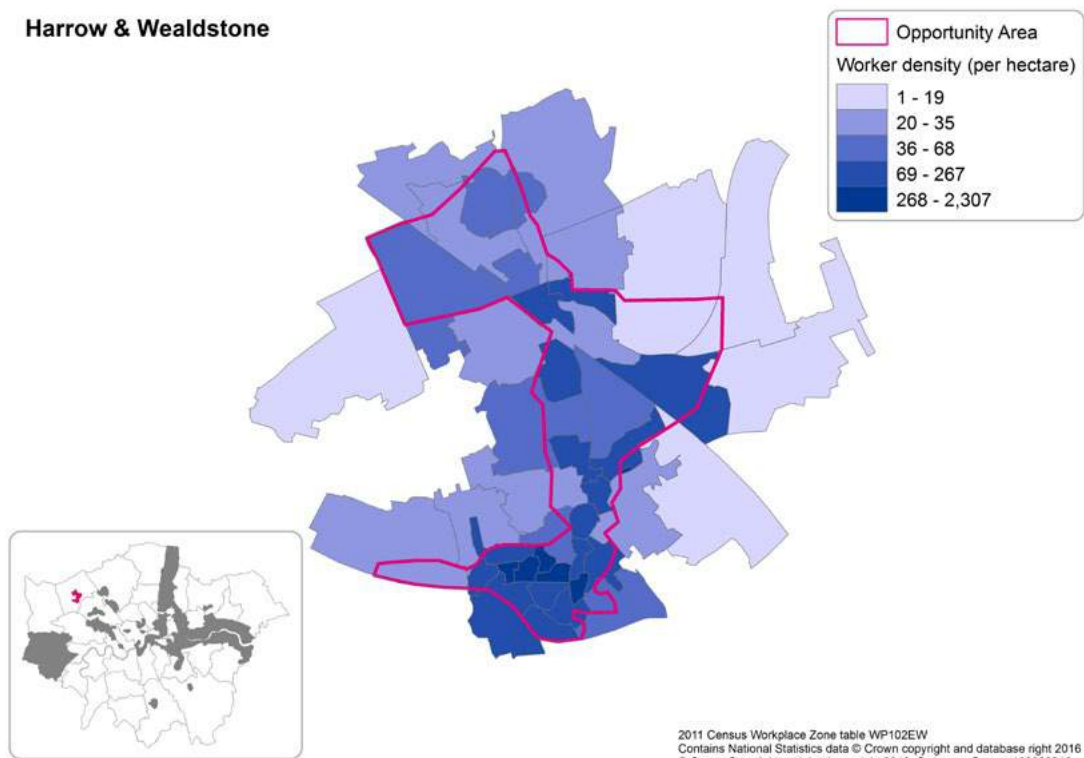 Harrow & Wealdstone
Opportunity Area
Worker density (per hectare)
1 - 19
20 - 35
36 - 68
69 - 267
268 - 2,307
2011 Census Workplace Zone table WP102EW
Contains National Statistics data © Crown copyright and database right 2016